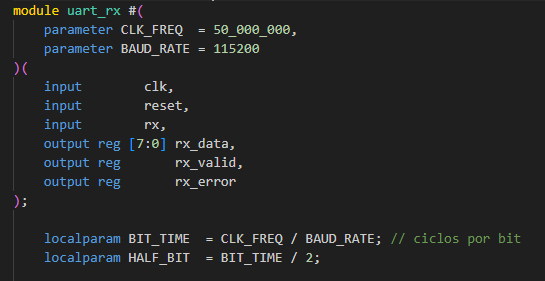 module uart_rx #(
    parameter CLK_FREQ  = 50_000_000,
    parameter BAUD_RATE = 115200
)(
    input        clk,
    input        reset,
    input        rx,
    output reg [7:0] rx_data,
    output reg       rx_valid,
    output reg       rx_error
);
    localparam BIT_TIME  = CLK_FREQ / BAUD_RATE; // ciclos por bit
    localparam HALF_BIT  = BIT_TIME / 2;